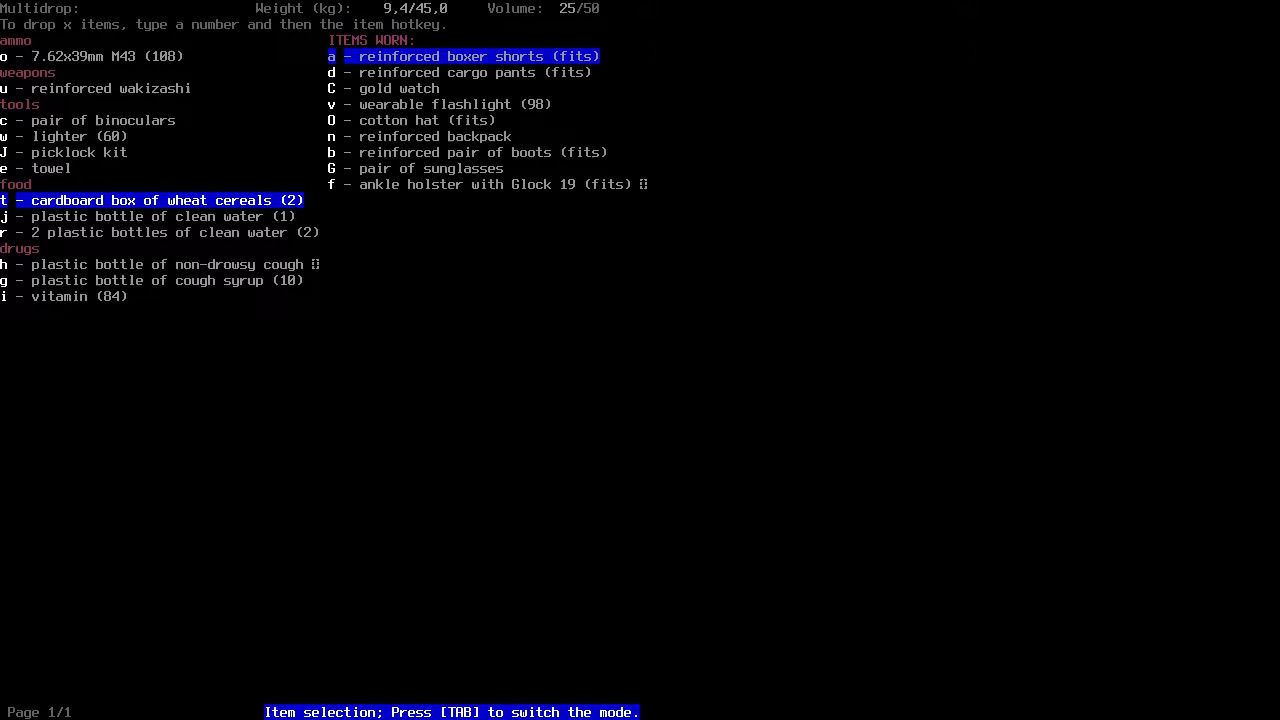 Multidrop: Weight (kg): 9,4/45,0 Volume: 25/50
To drop x items, type a number and then the item hotkey.
ammo
o - 7.62x39mm M43 (108)
weapons
u - reinforced wakizashi
tools
c - pair of binoculars
w - lighter (60)
J - picklock kit
e - towel
food
t - cardboard box of wheat cereals (2)
j - plastic bottle of clean water (1)
r - 2 plastic bottles of clean water (2)
drugs
h - plastic bottle of non-drowsy cough
g - plastic bottle of cough syrup (10)
i - vitamin (84)
ITEMS WORN:
a - reinforced boxer shorts (fits)
d - reinforced cargo pants (fits)
C - gold watch
v - wearable flashlight (98)
O - cotton hat (fits)
n - reinforced backpack
b - reinforced pair of boots (fits)
G - pair of sunglasses
f - ankle holster with Glock 19 (fits)
Page 1/1 Item selection; Press [TAB] to switch the mode.